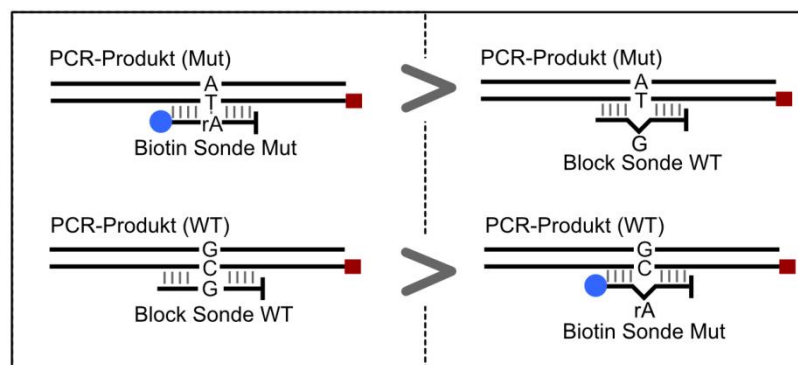 PCR-Produkt (Mut)
A
T
rA
Biotin Sonde Mut
>
PCR-Produkt (Mut)
A
T
G
Block Sonde WT
PCR-Produkt (WT)
G
C
G
Block Sonde WT
>
PCR-Produkt (WT)
G
C
rA
Biotin Sonde Mut